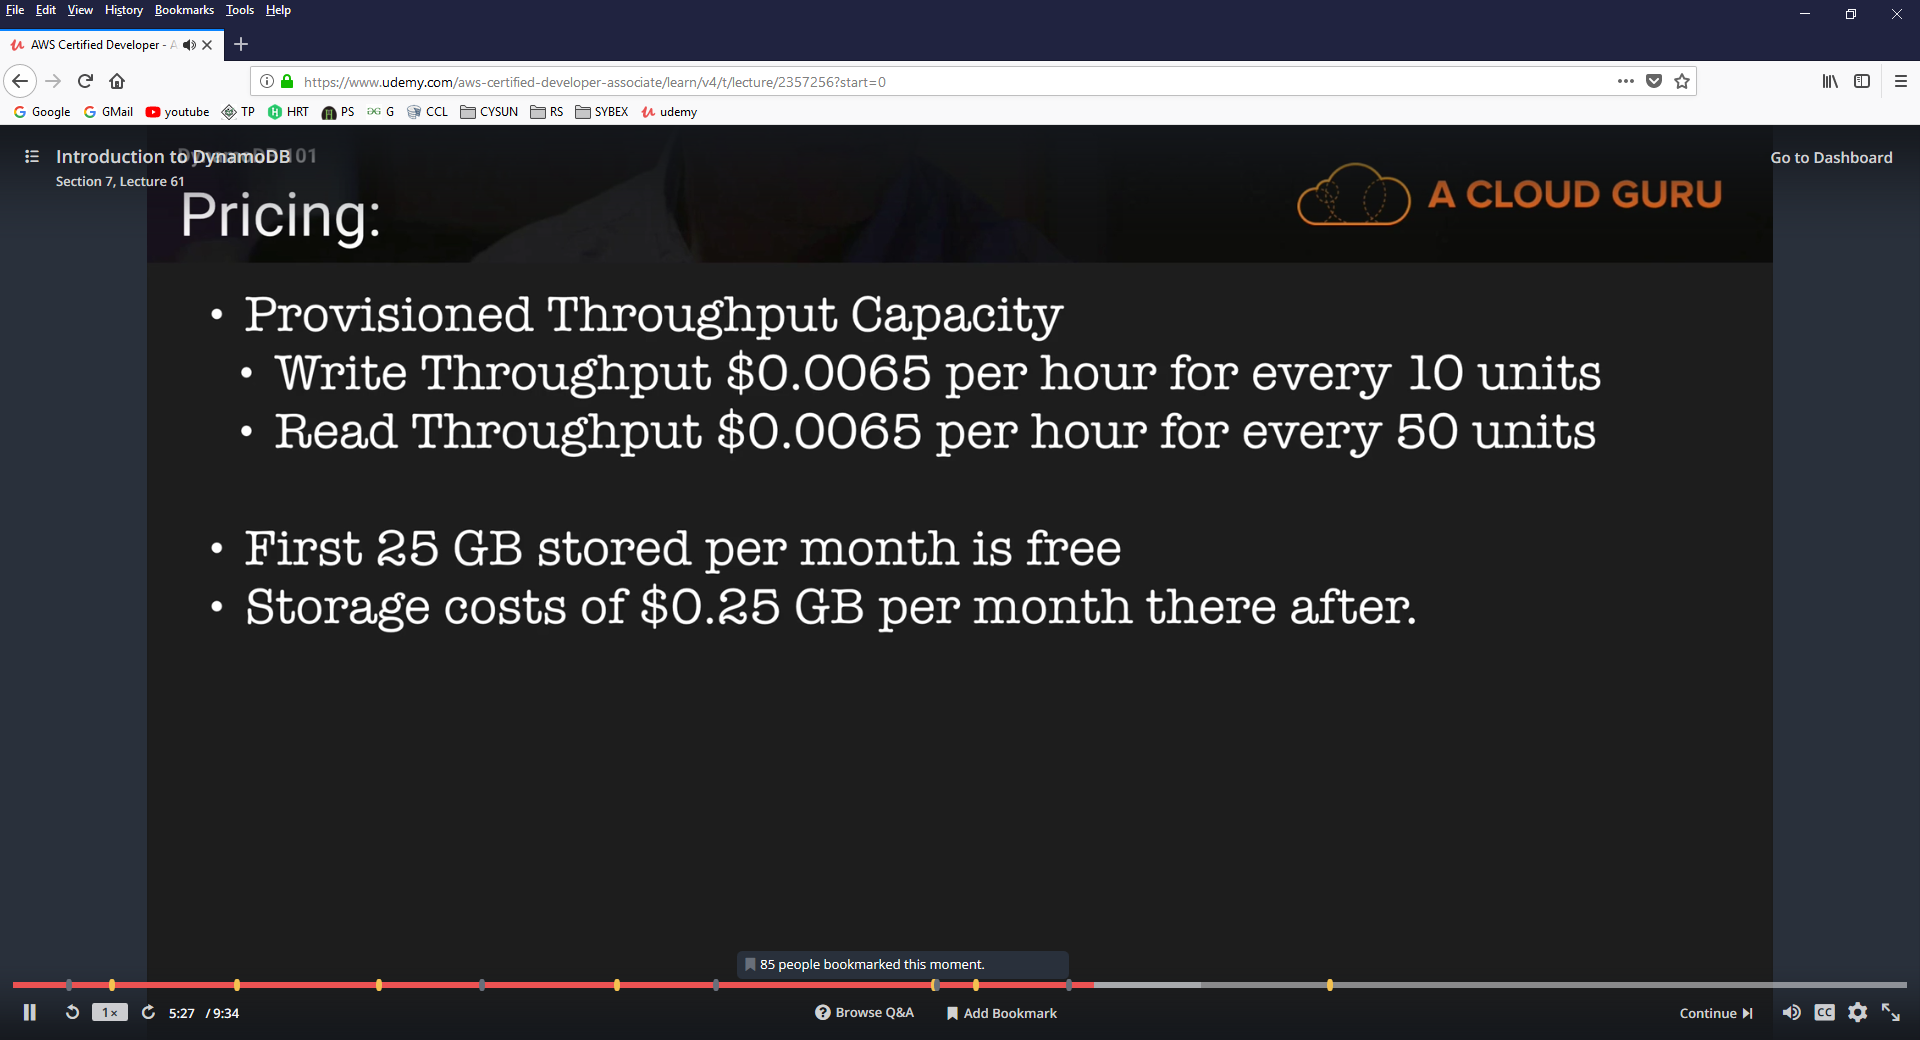 File Edit View History Bookmarks Tools Help
AWS Certified Developer - A
https://www.udemy.com/aws-certified-developer-associate/learn/v4/t/lecture/2357256?start=0
Google GMail youtube TP HRT PS G CCL CYSUN RS SYBEX udemy
Introduction to DynamoDB
DynamoDB 101
Go to Dashboard
Section 7, Lecture 61
Pricing:
A CLOUD GURU
• Provisioned Throughput Capacity
• Write Throughput $0.0065 per hour for every 10 units
• Read Throughput $0.0065 per hour for every 50 units
• First 25 GB stored per month is free
• Storage costs of $0.25 GB per month there after.
85 people bookmarked this moment.
1x 5:27 / 9:34 Browse Q&A Add Bookmark Continue CC